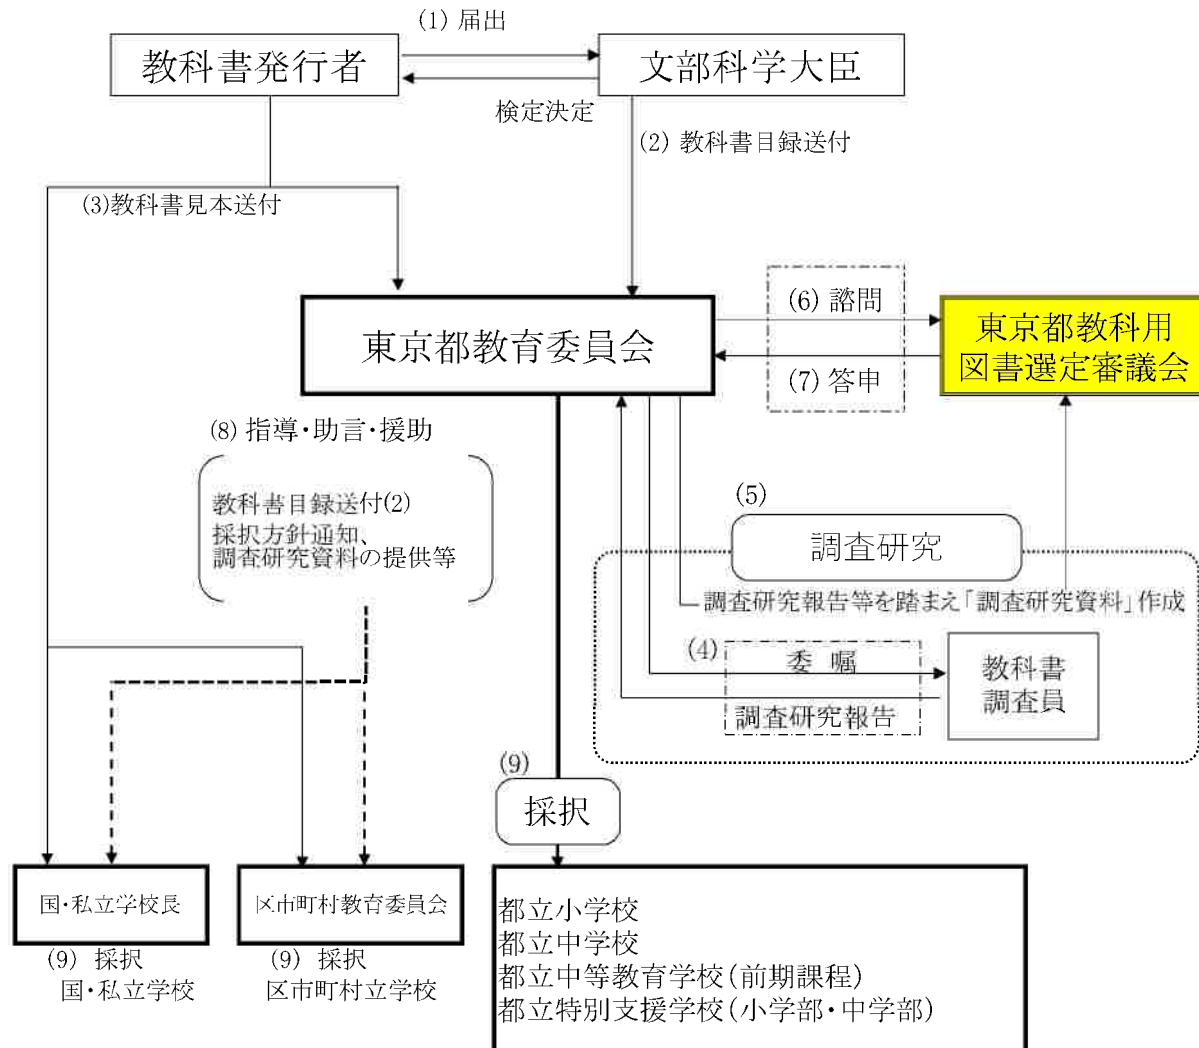 (1) 届出
教科書発行者
文部科学大臣
検定決定
(2) 教科書目録送付
(3)教科書見本送付
(6) 諮問
東京都教育委員会
東京都教科用
図書選定審議会
(7) 答申
(8) 指導・助言・援助
教科書目録送付(2)
採択方針通知、
調査研究資料の提供等
(5)
調査研究
調査研究報告等を踏まえ「調査研究資料」作成
(4)
委 嘱
教科書
調査員
調査研究報告
(9)
採択
国・私立学校長
区市町村教育委員会
都立小学校
都立中学校
都立中等教育学校(前期課程)
都立特別支援学校(小学部・中学部)
(9) 採択
国・私立学校
(9) 採択
区市町村立学校